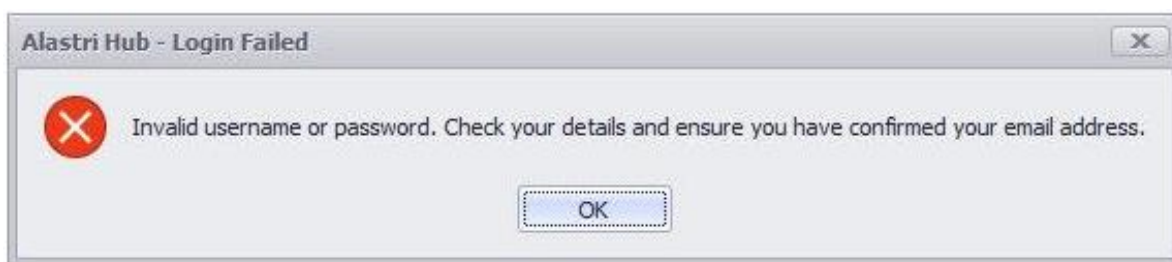 Alastri Hub - Login Failed
Invalid username or password. Check your details and ensure you have confirmed your email address.
OK